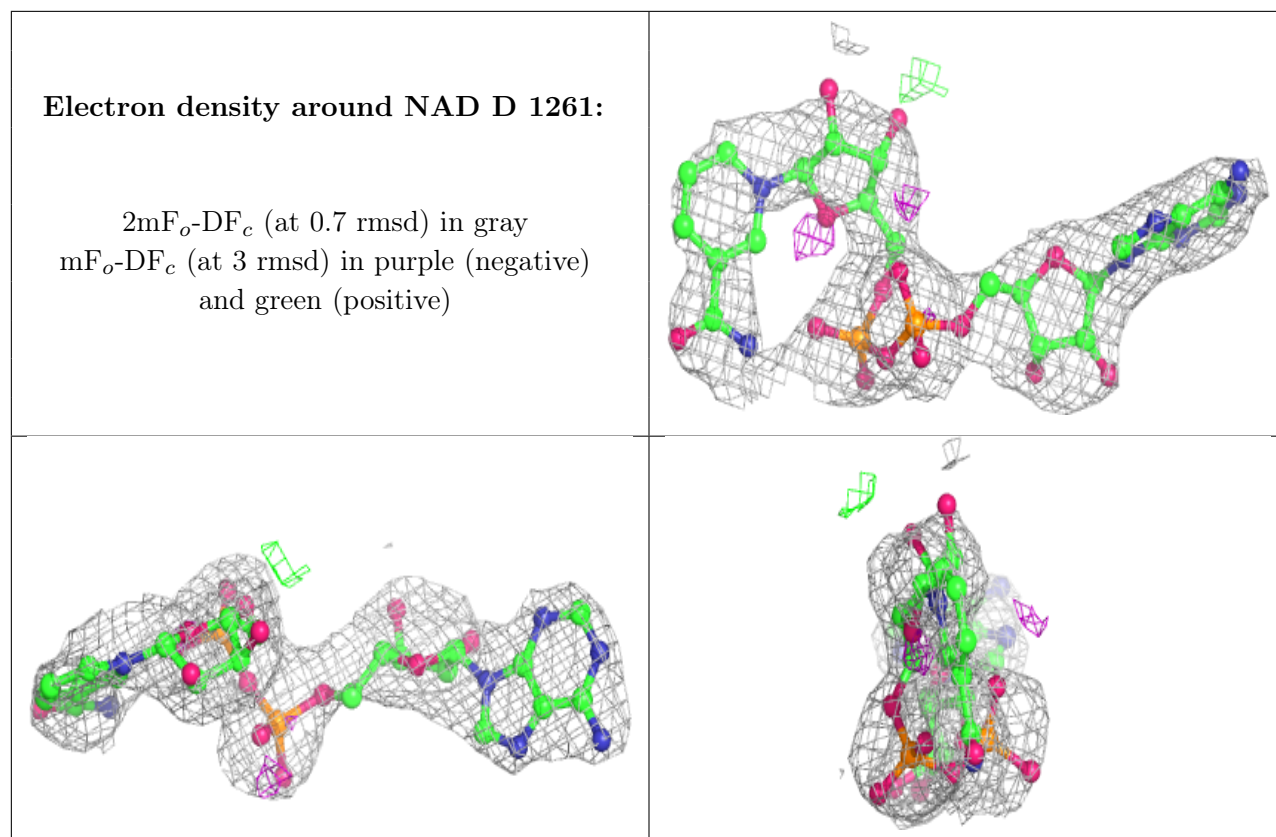 Electron density around NAD D 1261:
2mFo-DFc (at 0.7 rmsd) in gray
mFo-DFc (at 3 rmsd) in purple (negative)
and green (positive)